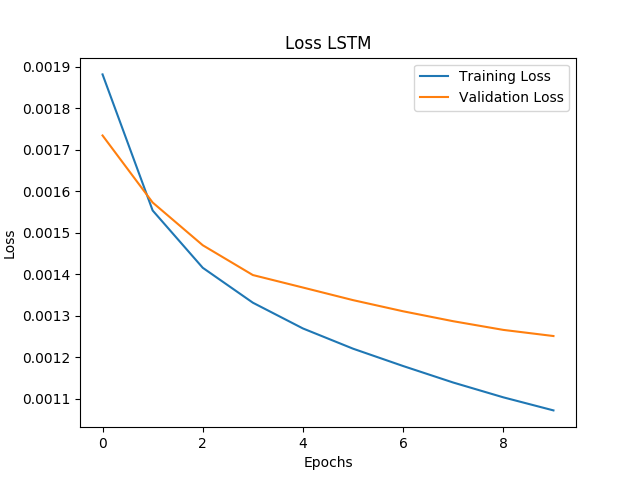 Loss LSTM
Training Loss
Validation Loss
0.0019
0.0018
0.0017
0.0016
0.0015
0.0014
0.0013
0.0012
0.0011
Loss
0 2 4 6 8
Epochs